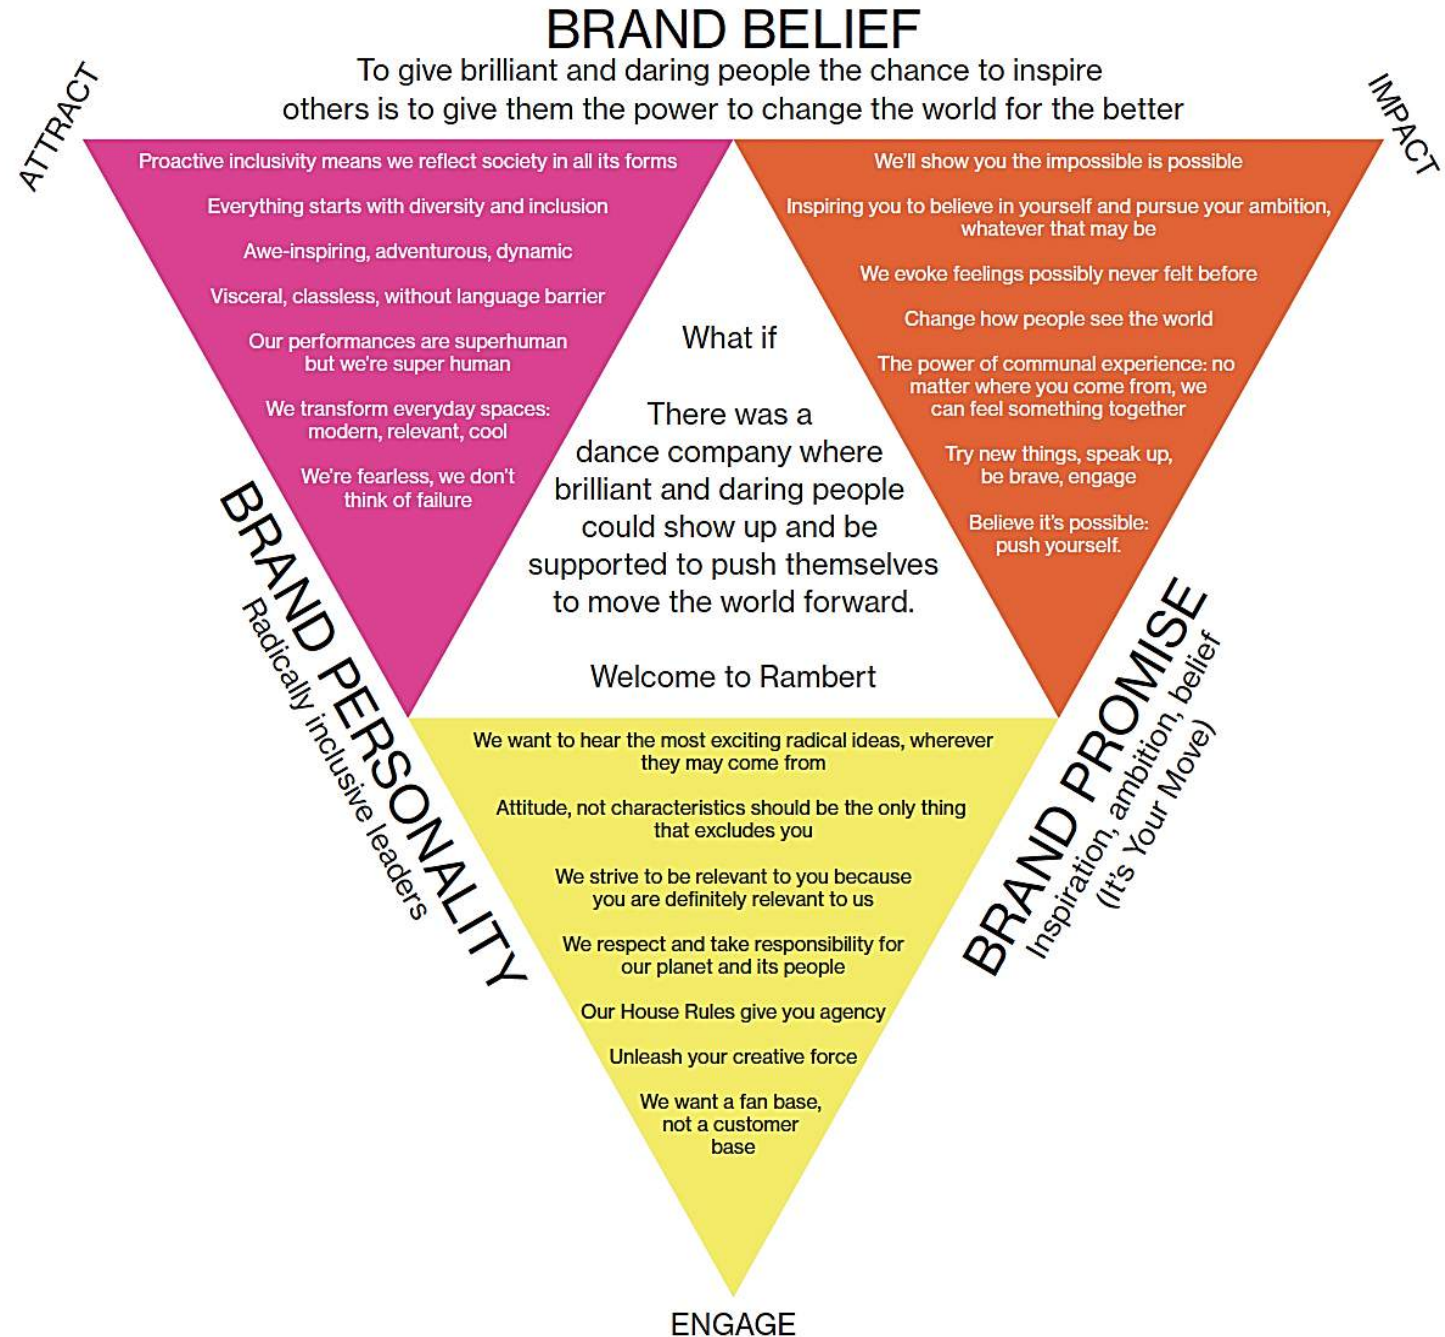 BRAND BELIEF
To give brilliant and daring people the chance to inspire
others is to give them the power to change the world for the better
ATTRACT
IMPACT
Proactive inclusivity means we reflect society in all its forms
Everything starts with diversity and inclusion
Awe-inspiring, adventurous, dynamic
Visceral, classless, without language barrier
Our performances are superhuman
but we're super human
We transform everyday spaces:
modern, relevant, cool
We're fearless, we don't
think of failure
We'll show you the impossible is possible
Inspiring you to believe in yourself and pursue your ambition,
whatever that may be
We evoke feelings possibly never felt before
Change how people see the world
The power of communal experience: no
matter where you come from, we
can feel something together
Try new things, speak up,
be brave, engage
Believe it's possible:
push yourself.
What if
There was a
dance company where
brilliant and daring people
could show up and be
supported to push themselves
to move the world forward.
Welcome to Rambert
BRAND PERSONALITY
Radically inclusive leaders
BRAND PROMISE
Inspiration, ambition, belief
(It's Your Move)
We want to hear the most exciting radical ideas, wherever
they may come from
Attitude, not characteristics should be the only thing
that excludes you
We strive to be relevant to you because
you are definitely relevant to us
We respect and take responsibility for
our planet and its people
Our House Rules give you agency
Unleash your creative force
We want a fan base,
not a customer
base
ENGAGE